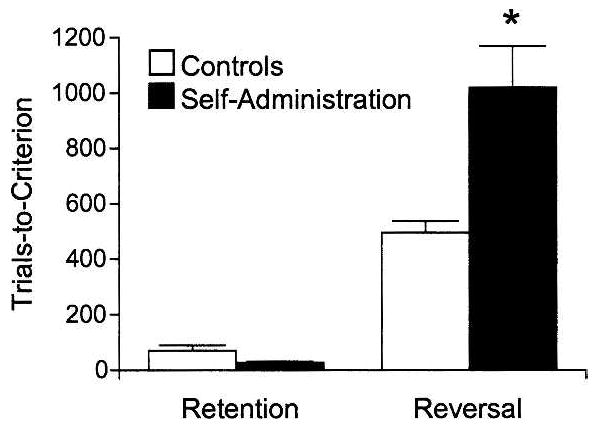 *
1200
Controls
1000
Self-Administration
800
600
400
200
0
Trials-to-Criterion
Retention Reversal